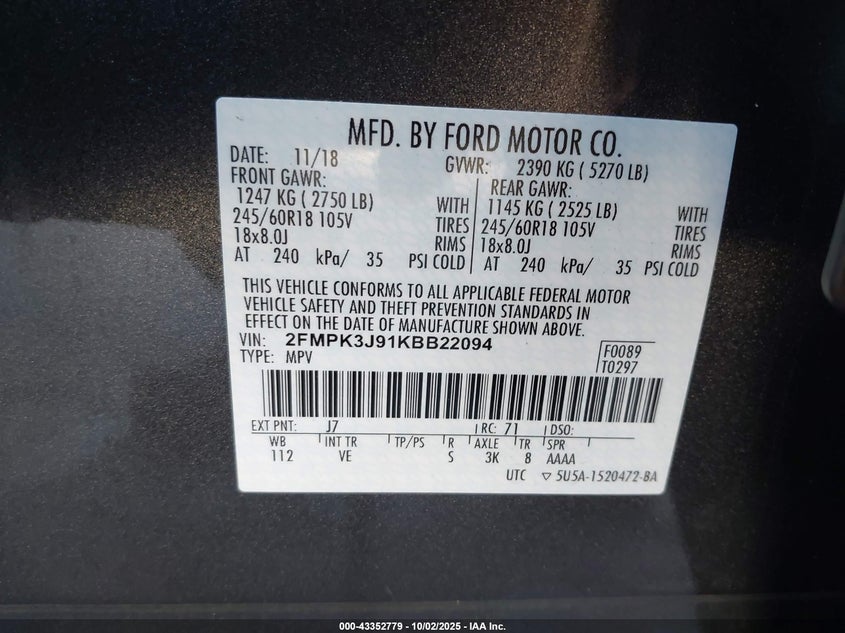 MFD. BY FORD MOTOR CO.
DATE: 11/18 GVWR: 2390 KG ( 5270 LB)
FRONT GAWR: REAR GAWR:
1247 KG ( 2750 LB) WITH 1145 KG ( 2525 LB) WITH
245/60R18 105V TIRES 245/60R18 105V TIRES
18x8.0J RIMS 18x8.0J RIMS
AT 240 kPa/ 35 PSI COLD AT 240 kPa/ 35 PSI COLD
THIS VEHICLE CONFORMS TO ALL APPLICABLE FEDERAL MOTOR
VEHICLE SAFETY AND THEFT PREVENTION STANDARDS IN
EFFECT ON THE DATE OF MANUFACTURE SHOWN ABOVE.
VIN: 2FMPK3J91KBB22094 F0089
TYPE: MPV T0297
EXT PNT: J7 RC: 71 DSO:
WB INT TR TP/PS R AXLE TR SPR
112 VE S 3K 8 AAAA
UTC ▽ 5U5A-1520472-BA
000-43352779 - 10/02/2025 - IAA Inc.